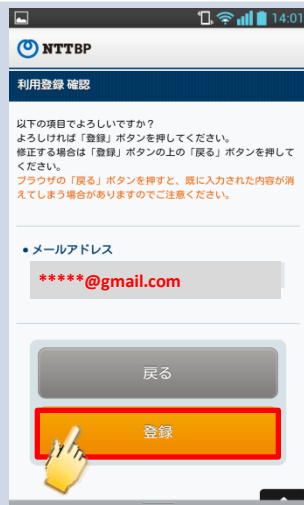 14:01
NTTBP
利用登録 確認
以下の項目でよろしいですか？
よろしければ「登録」ボタンを押してください。
修正する場合は「登録」ボタンの上の「戻る」ボタンを押して
ください。
ブラウザの「戻る」ボタンを押すと、既に入力された内容が消
えてしまう場合がありますのでご注意ください。
• メールアドレス
*****@gmail.com
戻る
登録